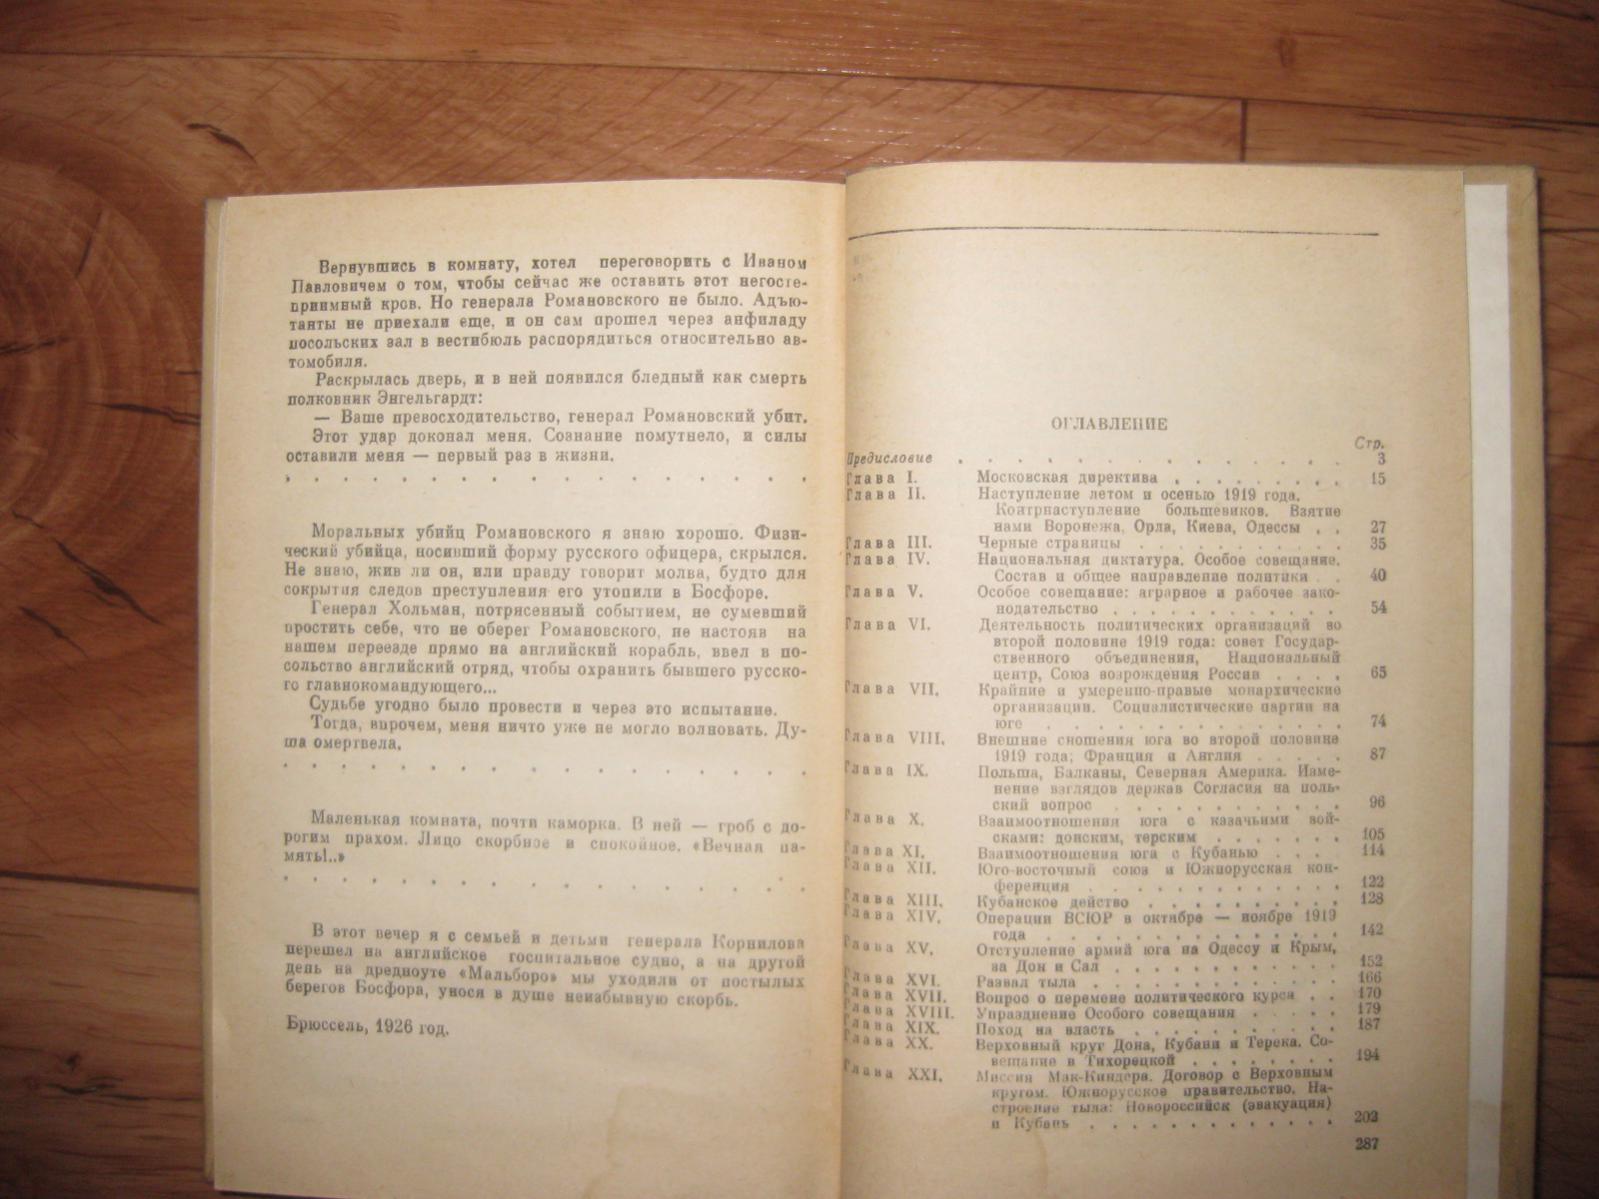 Вернувшись в комнату, хотел переговорить с Иваном
Павловичем о том, чтобы сейчас же оставить этот негосте-
приимный кров. Но генерала Романовского не было. Адъю-
танты не приехали еще, и он сам прошел через анфиладу
посольских зал в вестибюль распорядиться относительно ав-
томобиля.
Раскрылась дверь, и в ней появился бледный как смерть
полковник Энгельгардт:
— Ваше превосходительство, генерал Романовский убит.
Этот удар доконал меня. Сознание помутнело, и силы
оставили меня — первый раз в жизни.
. . . . . . . . . . . . . . . . . .
Моральных убийц Романовского я знаю хорошо. Физи-
ческий убийца, носивший форму русского офицера, скрылся.
Не знаю, жив ли он, или правду говорит молва, будто для
сокрытия следов преступления его утопили в Босфоре.
Генерал Хольман, потрясенный событием, не сумевший
простить себе, что не оберег Романовского, не настояв на
нашем переезде прямо на английский корабль, ввел в по-
сольство английский отряд, чтобы охранить бывшего русско-
го главнокомандующего...
Судьбе угодно было провести и через это испытание.
Тогда, впрочем, меня ничто уже не могло волновать. Ду-
ша омертвела.
. . . . . . . . . . . . . . . . . .
Маленькая комната, почти каморка. В ней — гроб с до-
рогим прахом. Лицо скорбное и спокойное. «Вечная па-
мять!..»
. . . . . . . . . . . . . . . . . .
В этот вечер я с семьей и детьми генерала Корнилова
перешел на английское госпитальное судно, а на другой
день на дредноуте «Мальборо» мы уходили от постылых
берегов Босфора, унося в душе неизбывную скорбь.
Брюссель, 1926 год.
ОГЛАВЛЕНИЕ
Стр.
Предисловие . . . . . . . . . . . . 3
Глава I. Московская директива . . . . . . . . 15
Глава II. Наступление летом и осенью 1919 года.
Контрнаступление большевиков. Взятие
нами Воронежа, Орла, Киева, Одессы . . 27
Глава III. Черные страницы . . . . . . . . . 35
Глава IV. Национальная диктатура. Особое совещание.
Состав и общее направление политики . . 40
Глава V. Особое совещание: аграрное и рабочее зако-
нодательство . . . . . . . . . . . 54
Глава VI. Деятельность политических организаций во
второй половине 1919 года: совет Государ-
ственного объединения, Национальный
центр, Союз возрождения России . . . . 65
Глава VII. Крайние и умеренно-правые монархические
организации. Социалистические партии на
юге . . . . . . . . . . . . . . 74
Глава VIII. Внешние сношения юга во второй половине
1919 года; Франция и Англия . . . . . 87
Глава IX. Польша, Балканы, Северная Америка. Изме-
нение взглядов держав Согласия на поль-
ский вопрос . . . . . . . . . . . 96
Глава X. Взаимоотношения юга с казачьими вой-
сками: донским, терским . . . . . . . 105
Глава XI. Взаимоотношения юга с Кубанью . . . 114
Глава XII. Юго-восточный союз и Южнорусская кон-
ференция . . . . . . . . . . . . 122
Глава XIII. Кубанское действо . . . . . . . . . 128
Глава XIV. Операции ВСЮР в октябре — ноябре 1919
года . . . . . . . . . . . . . . 142
Глава XV. Отступление армий юга на Одессу и Крым,
за Дон и Сал . . . . . . . . . . . 152
Глава XVI. Развал тыла . . . . . . . . . . . 166
Глава XVII. Вопрос о перемене политического курса . . 170
Глава XVIII. Упразднение Особого совещания . . . . . 179
Глава XIX. Поход на власть . . . . . . . . . . 187
Глава XX. Верховный круг Дона, Кубани и Терека. Со-
вещание в Тихорецкой . . . . . . . . 194
Глава XXI. Миссия Мак-Киндера. Договор с Верховным
кругом. Южнорусское правительство. На-
строение тыла: Новороссийск (эвакуация)
и Кубань . . . . . . . . . . . . 203
287